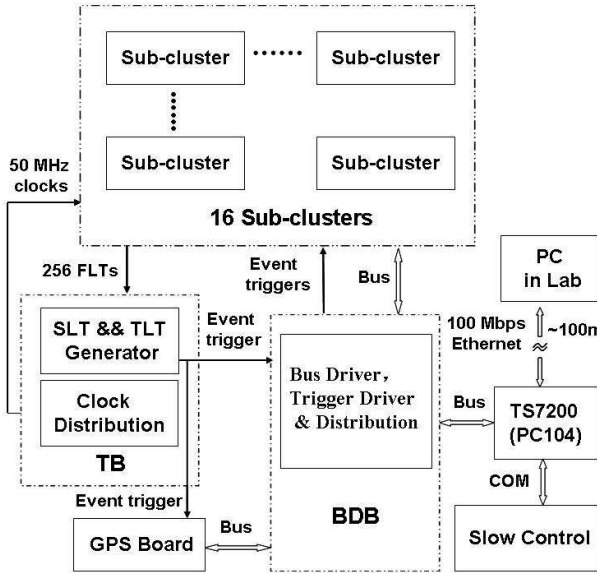 Sub-cluster
Sub-cluster
Sub-cluster
Sub-cluster
16 Sub-clusters
50 MHz
clocks
256 FLTs
Event
triggers
Bus
PC
in Lab
SLT && TLT
Generator
Clock
Distribution
TB
Event
trigger
Bus Driver,
Trigger Driver
& Distribution
BDB
100 Mbps
Ethernet
~100m
Bus
TS7200
(PC104)
COM
Slow Control
Event trigger
GPS Board
Bus